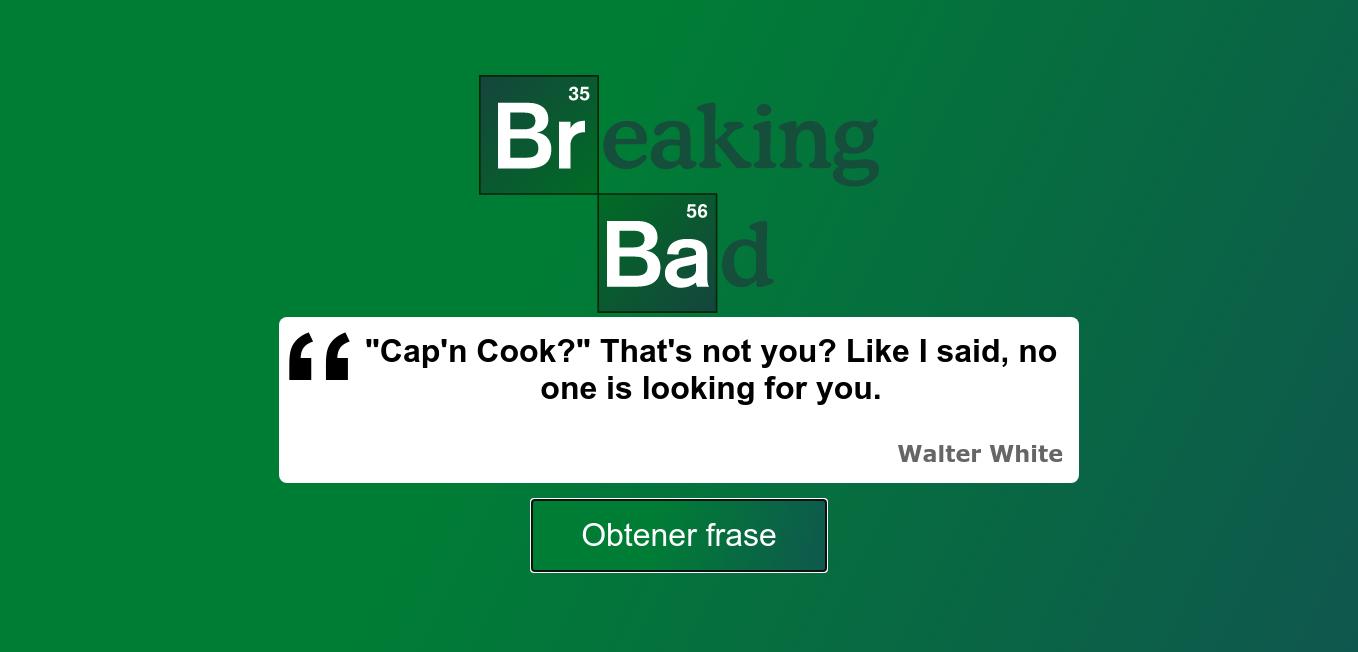 35
Breaking
56
Bad
"Cap'n Cook?" That's not you? Like I said, no
one is looking for you.
Walter White
Obtener frase